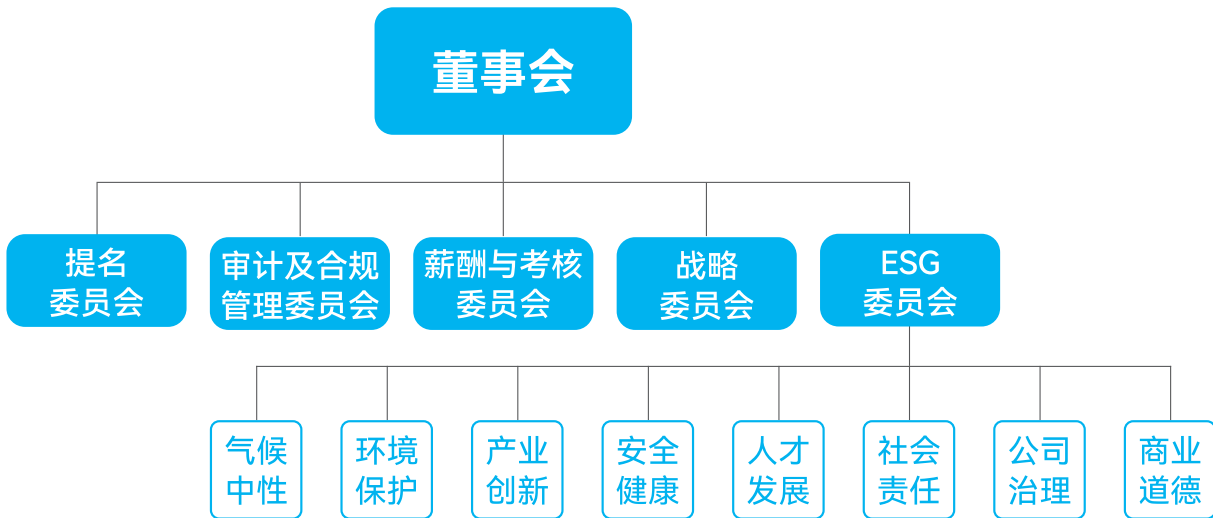 董事会
提名
委员会
审计及合规
管理委员会
薪酬与考核
委员会
战略
委员会
ESG
委员会
气候
中性
环境
保护
产业
创新
安全
健康
人才
发展
社会
责任
公司
治理
商业
道德